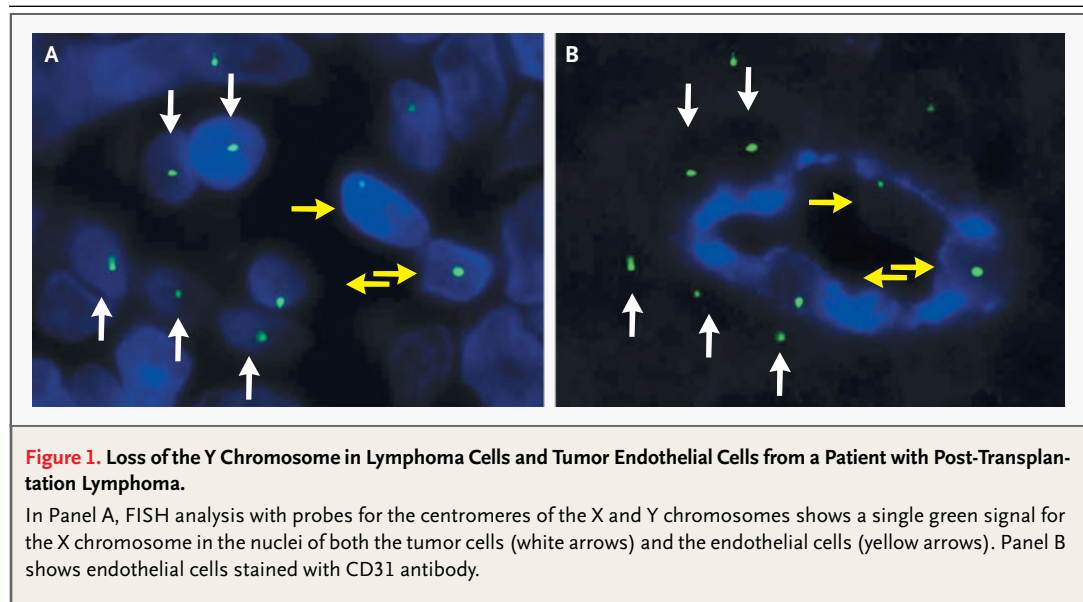 A
B
Figure 1. Loss of the Y Chromosome in Lymphoma Cells and Tumor Endothelial Cells from a Patient with Post-Transplan-
tation Lymphoma.
In Panel A, FISH analysis with probes for the centromeres of the X and Y chromosomes shows a single green signal for
the X chromosome in the nuclei of both the tumor cells (white arrows) and the endothelial cells (yellow arrows). Panel B
shows endothelial cells stained with CD31 antibody.